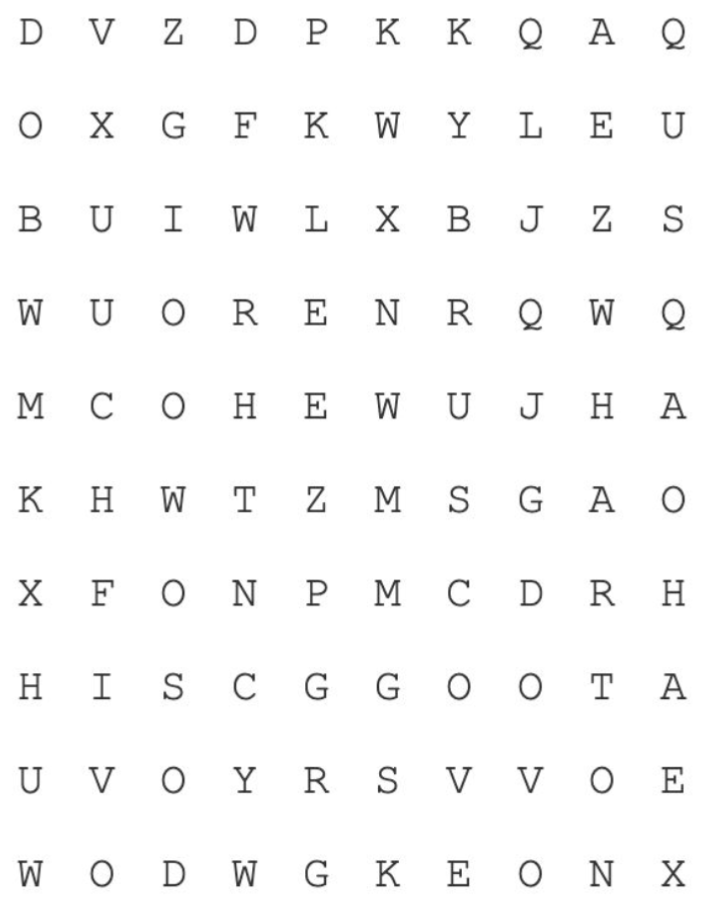 D V Z D P K K Q A Q
O X G F K W Y L E U
B U I W L X B J Z S
W U O R E N R Q W Q
M C O H E W U J H A
K H W T Z M S G A O
X F O N P M C D R H
H I S C G G O O T A
U V O Y R S V V O E
W O D W G K E O N X